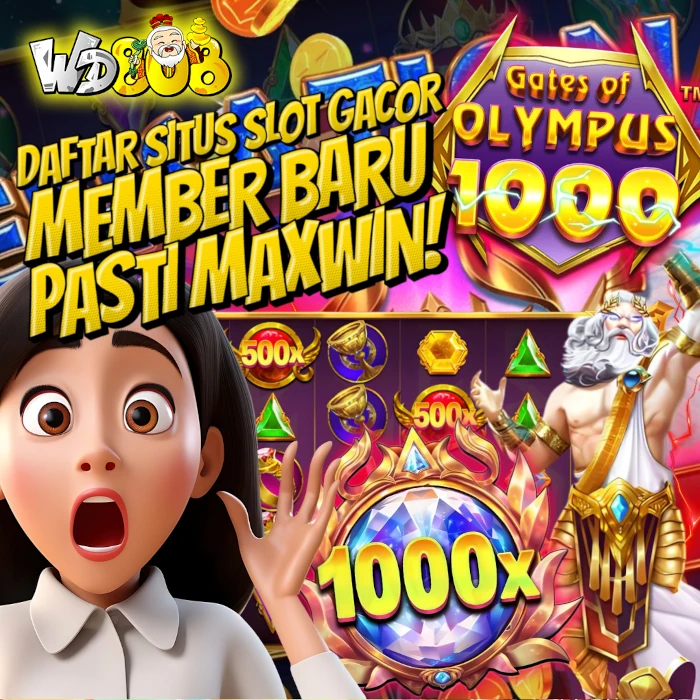 WD808
DAFTAR SITUS SLOT GACOR
MEMBER BARU
PASTI MAXWIN!
Gates of
OLYMPUS
1000
TM
500x
500x
1000x